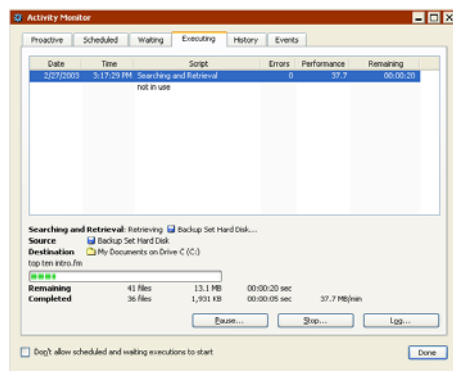 Activity Monitor
Proactive Scheduled Waiting Executing History Events
Date Time Script Errors Performance Remaining
2/27/2003 3:17:29 PM Searching and Retrieval 0 37.7 00:00:20
not in use
Searching and Retrieval: Retrieving Backup Set Hard Disk...
Source Backup Set Hard Disk
Destination My Documents on Drive C (C:)
top ten intro.fm
Remaining 41 files 13.1 MB 00:00:20 sec
Completed 36 files 1,931 KB 00:00:05 sec 37.7 MB/min
Pause... Stop... Log...
Don't allow scheduled and waiting executions to start
Done